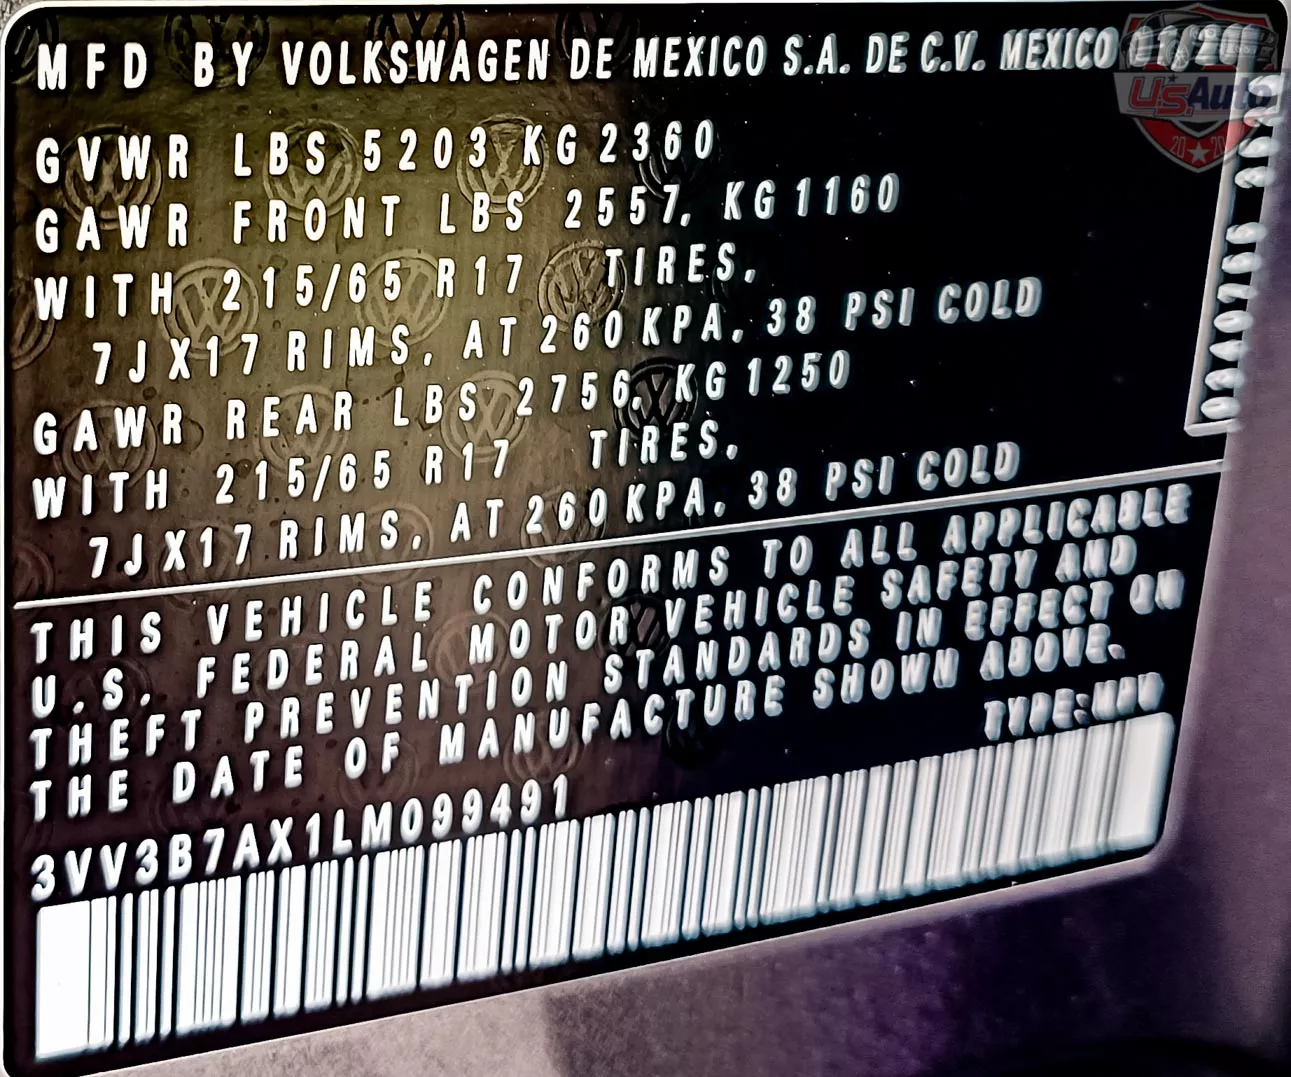 MFD BY VOLKSWAGEN DE MEXICO S.A. DE C.V. MEXICO
GVWR LBS 5203 KG 2360
GAWR FRONT LBS 2557, KG 1160
WITH 215/65 R17 TIRES,
7JX17 RIMS, AT 260 KPA, 38 PSI COLD
GAWR REAR LBS 2756, KG 1250
WITH 215/65 R17 TIRES,
7JX17 RIMS, AT 260 KPA, 38 PSI COLD
THIS VEHICLE CONFORMS TO ALL APPLICABLE
U.S. FEDERAL MOTOR VEHICLE SAFETY AND
THEFT PREVENTION STANDARDS IN EFFECT ON
THE DATE OF MANUFACTURE SHOWN ABOVE.
TYPE:MPV
3VV3B7AX1LM099491
U.S. Auto